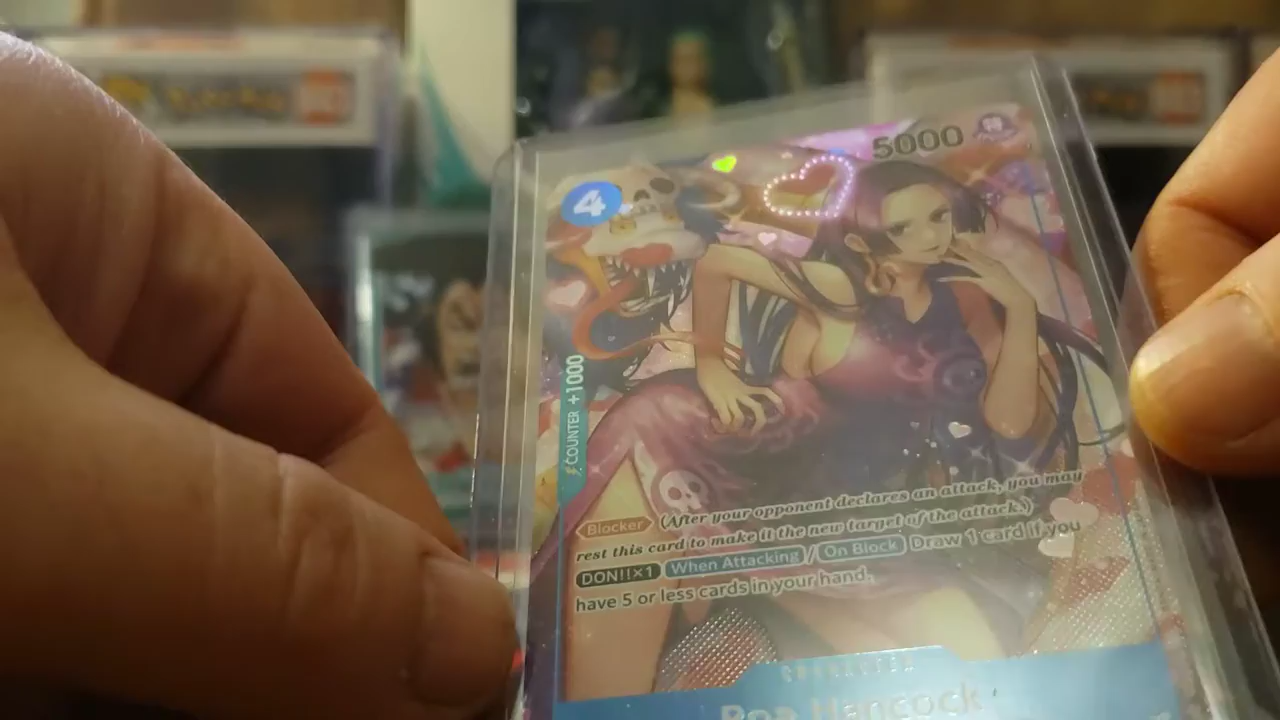 5000
4
COUNTER +1000
Blocker (After your opponent declares an attack, you may
rest this card to make it the new target of the attack.)
DON!!×1 When Attacking / On Block Draw 1 card if you
have 5 or less cards in your hand.
CHARACTER
Boa Hancock